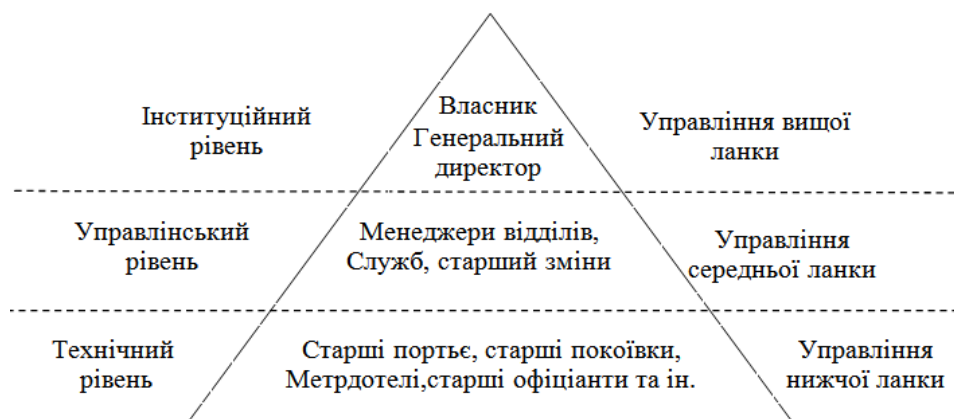 Інституційний
рівень
Власник
Генеральний
директор
Управління вищої
ланки
Управлінський
рівень
Менеджери відділів,
Служб, старший зміни
Управління
середньої ланки
Технічний
рівень
Старші портьє, старші покоївки,
Метрдотелі,старші офіціанти та ін.
Управління
нижчої ланки